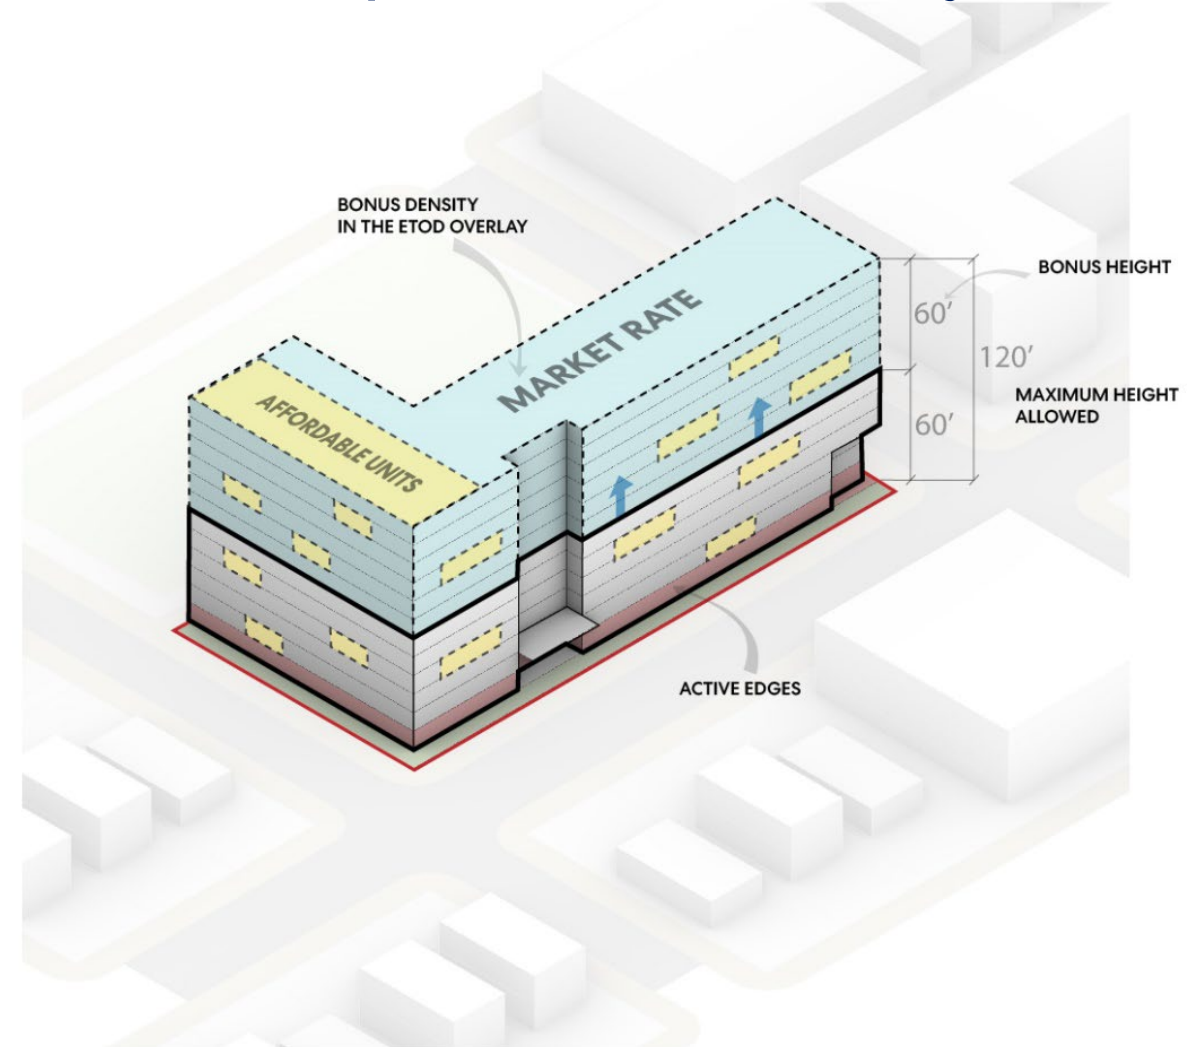 BONUS DENSITY
IN THE ETOD OVERLAY
BONUS HEIGHT
MARKET RATE
60’
120’
MAXIMUM HEIGHT
ALLOWED
AFFORDABLE UNITS
60’
ACTIVE EDGES